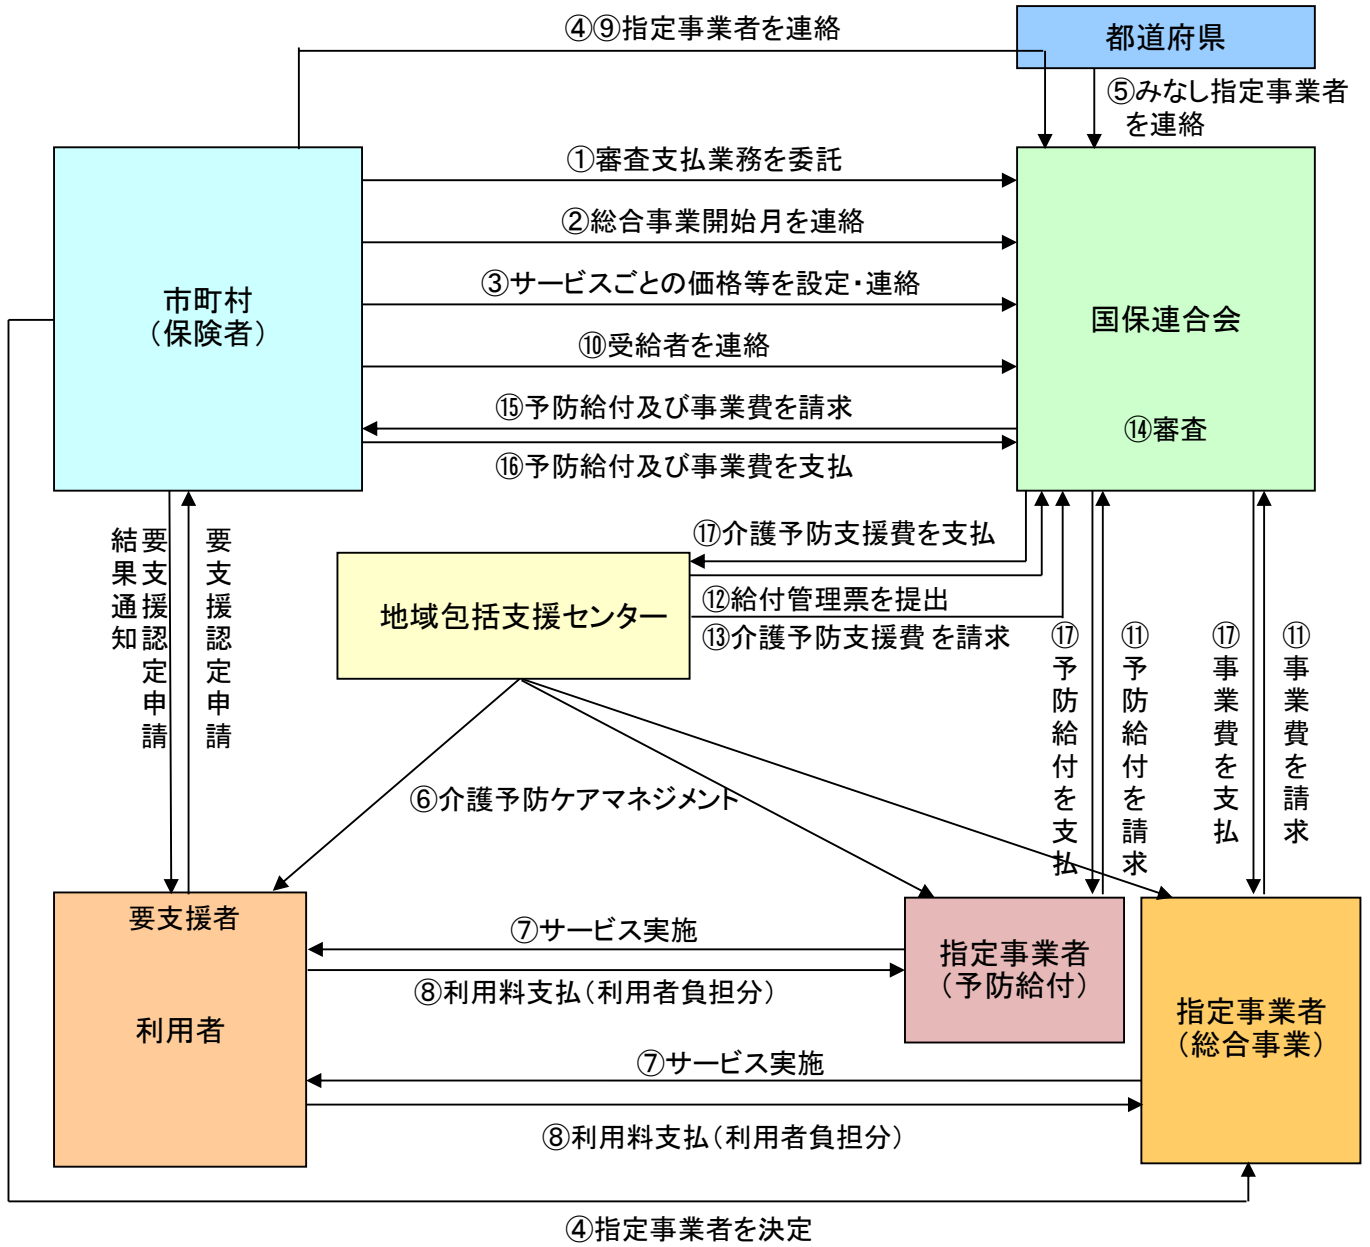 ④⑨指定事業者を連絡
都道府県
⑤みなし指定事業者
を連絡
①審査支払業務を委託
②総合事業開始月を連絡
③サービスごとの価格等を設定・連絡
市町村
（保険者）
国保連合会
⑩受給者を連絡
⑮予防給付及び事業費を請求
⑭審査
⑯予防給付及び事業費を支払
要支援認定申請
結果通知
要支援認定申請
⑰介護予防支援費を支払
地域包括支援センター
⑫給付管理票を提出
⑬介護予防支援費 を請求
⑰予防給付を支払
⑪予防給付を請求
⑰事業費を支払
⑪事業費を請求
⑥介護予防ケアマネジメント
要支援者
利用者
⑦サービス実施
⑧利用料支払（利用者負担分）
指定事業者
（予防給付）
指定事業者
（総合事業）
⑦サービス実施
⑧利用料支払（利用者負担分）
④指定事業者を決定